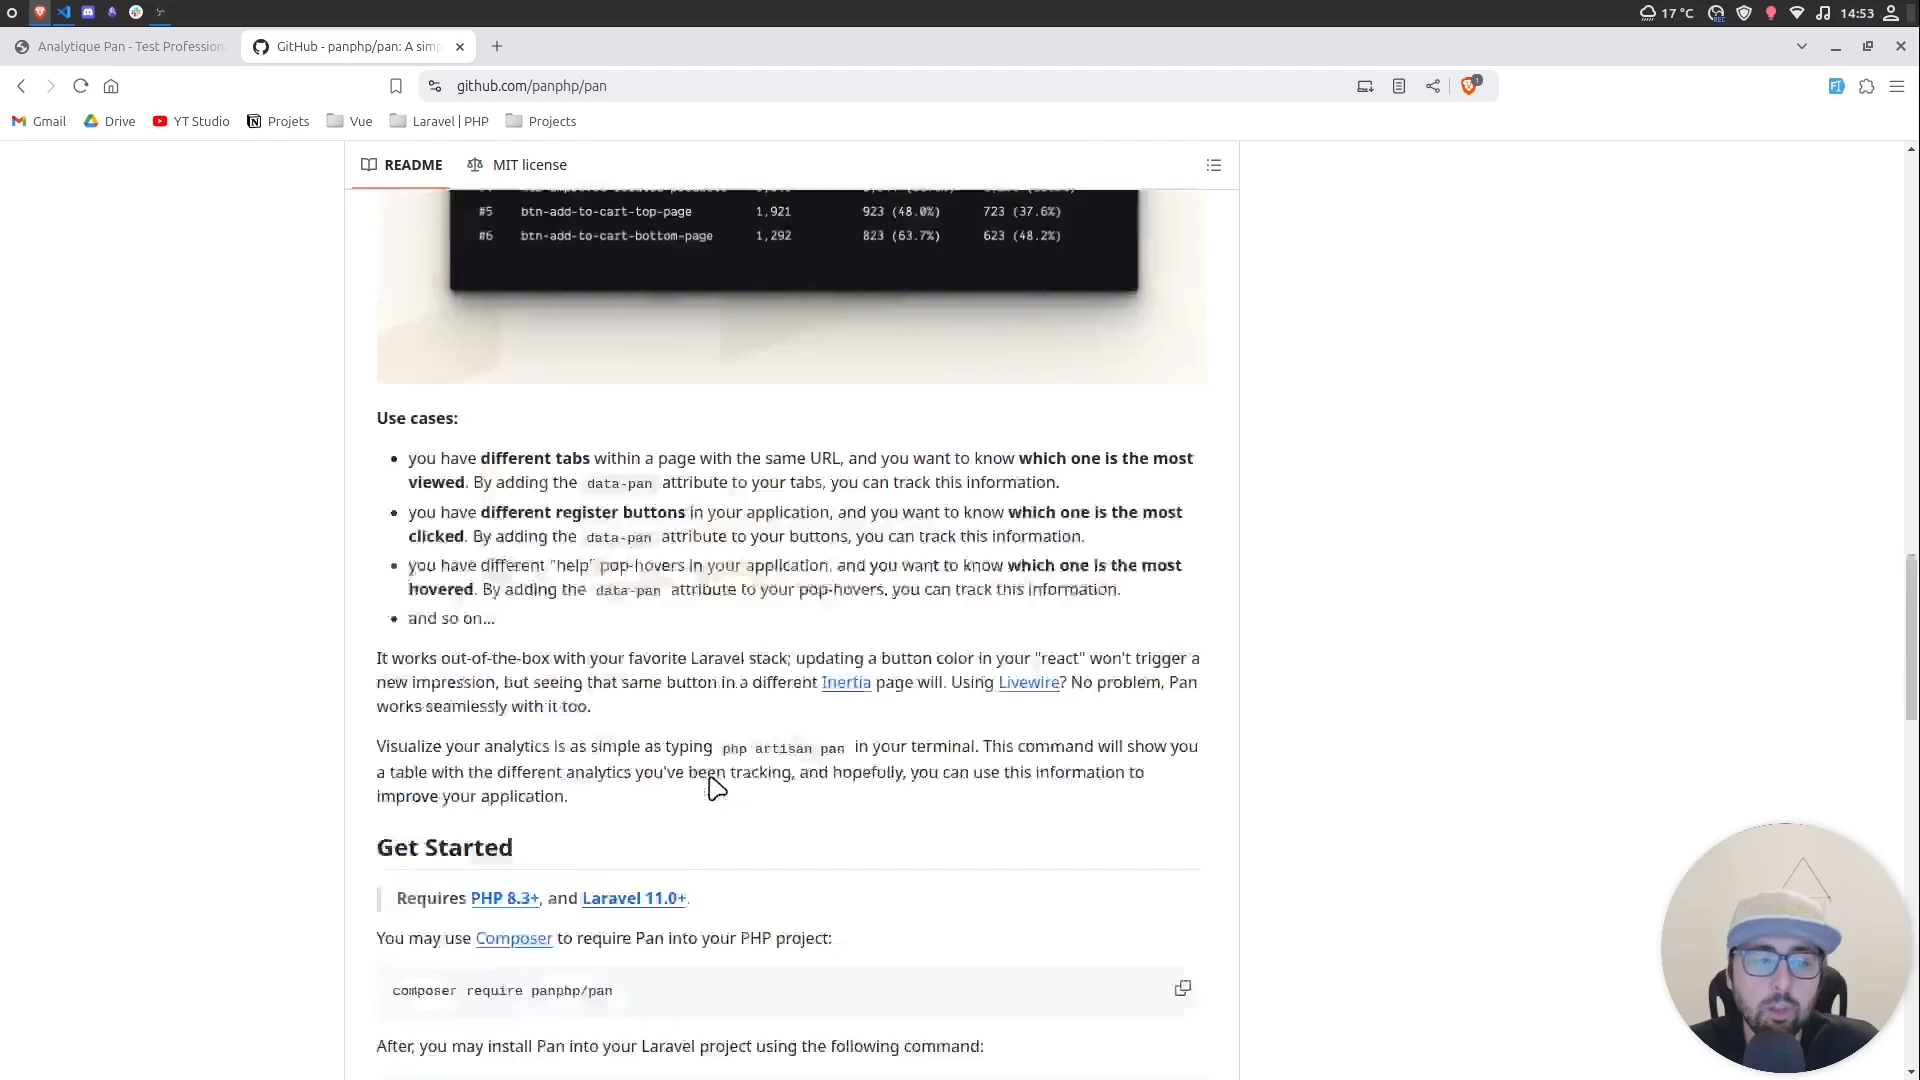 17 °C
14:53
Analytique Pan - Test Profession
GitHub - panphp/pan: A simp
github.com/panphp/pan
1
Gmail
Drive
YT Studio
Projets
Vue
Laravel | PHP
Projects
README
MIT license
#5 btn-add-to-cart-top-page 1,921 923 (48.0%) 723 (37.6%)
#6 btn-add-to-cart-bottom-page 1,292 823 (63.7%) 623 (48.2%)
Use cases:
• you have different tabs within a page with the same URL, and you want to know which one is the most
viewed. By adding the data-pan attribute to your tabs, you can track this information.
• you have different register buttons in your application, and you want to know which one is the most
clicked. By adding the data-pan attribute to your buttons, you can track this information.
• you have different "help" pop-hovers in your application, and you want to know which one is the most
hovered. By adding the data-pan attribute to your pop-hovers, you can track this information.
• and so on...
It works out-of-the-box with your favorite Laravel stack; updating a button color in your "react" won't trigger a
new impression, but seeing that same button in a different Inertia page will. Using Livewire? No problem, Pan
works seamlessly with it too.
Visualize your analytics is as simple as typing php artisan pan in your terminal. This command will show you
a table with the different analytics you've been tracking, and hopefully, you can use this information to
improve your application.
Get Started
Requires PHP 8.3+, and Laravel 11.0+.
You may use Composer to require Pan into your PHP project:
composer require panphp/pan
After, you may install Pan into your Laravel project using the following command: